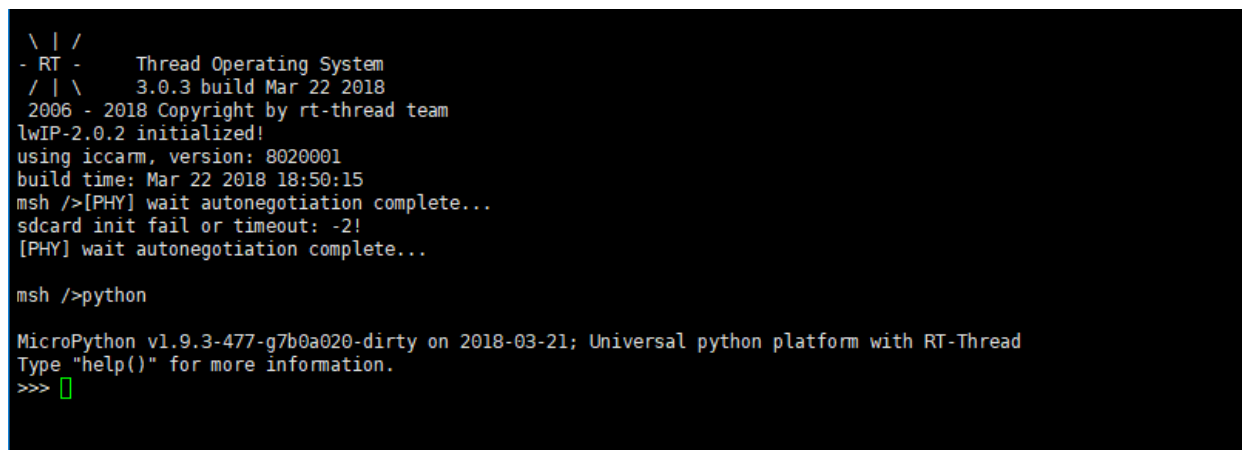 \ | /
- RT -     Thread Operating System
/ | \     3.0.3 build Mar 22 2018
2006 - 2018 Copyright by rt-thread team
lwIP-2.0.2 initialized!
using iccarm, version: 8020001
build time: Mar 22 2018 18:50:15
msh />[PHY] wait autonegotiation complete...
sdcard init fail or timeout: -2!
[PHY] wait autonegotiation complete...
msh />python
MicroPython v1.9.3-477-g7b0a020-dirty on 2018-03-21; Universal python platform with RT-Thread
Type "help()" for more information.
>>>